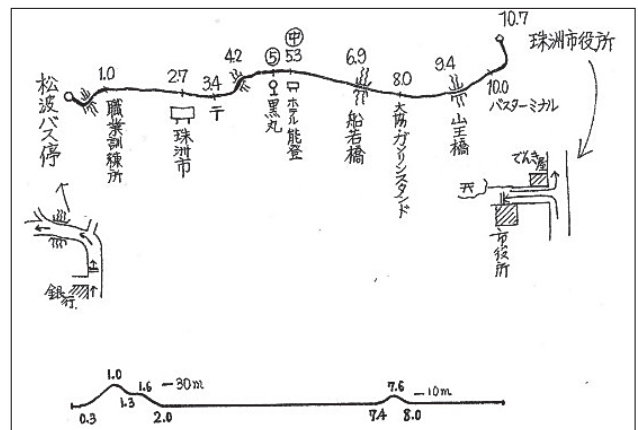 10.7
珠洲市役所
松波バス停
1.0
職業訓練所
2.7
珠洲市
3.4
〒
4.2
⑤
黒丸
㊥
5.3
ホテル能登
6.9
船若橋
8.0
大協ガソリンスタンド
9.4
山王橋
10.0
バスターミナル
でんき屋
市役所
銀行
1.0
1.6
30m
0.3
1.3
2.0
7.6
10m
7.4
8.0